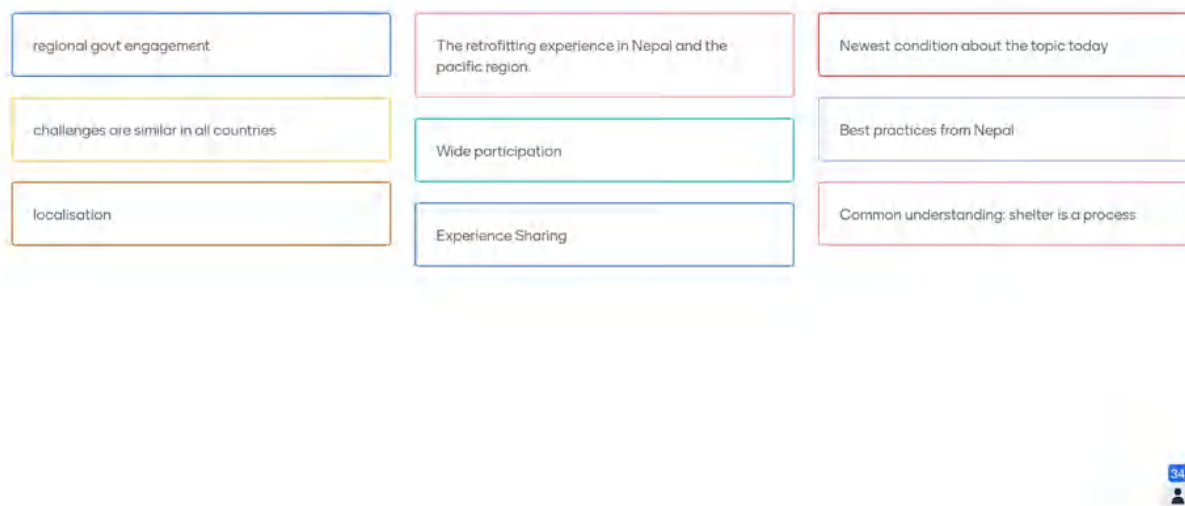 regional govt engagement
challenges are similar in all countries
localisation
The retrofitting experience in Nepal and the
pacific region.
Wide participation
Experience Sharing
Newest condition about the topic today
Best practices from Nepal
Common understanding: shelter is a process
34